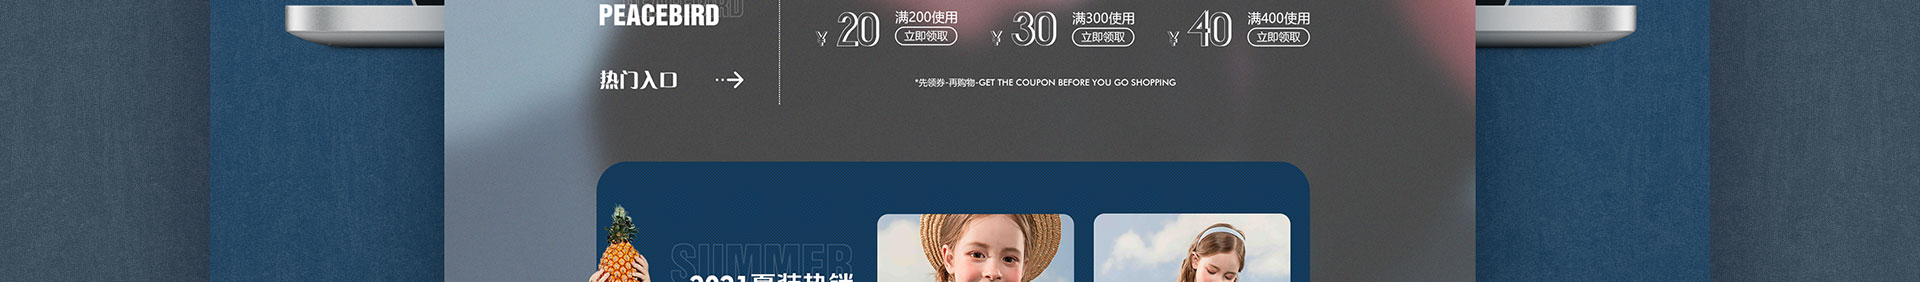 PEACEBIRD
热门入口
¥ 20 满200使用 立即领取
¥ 30 满300使用 立即领取
¥ 40 满400使用 立即领取
*先领券-再购物-GET THE COUPON BEFORE YOU GO SHOPPING
SUMMER
2021夏装热销